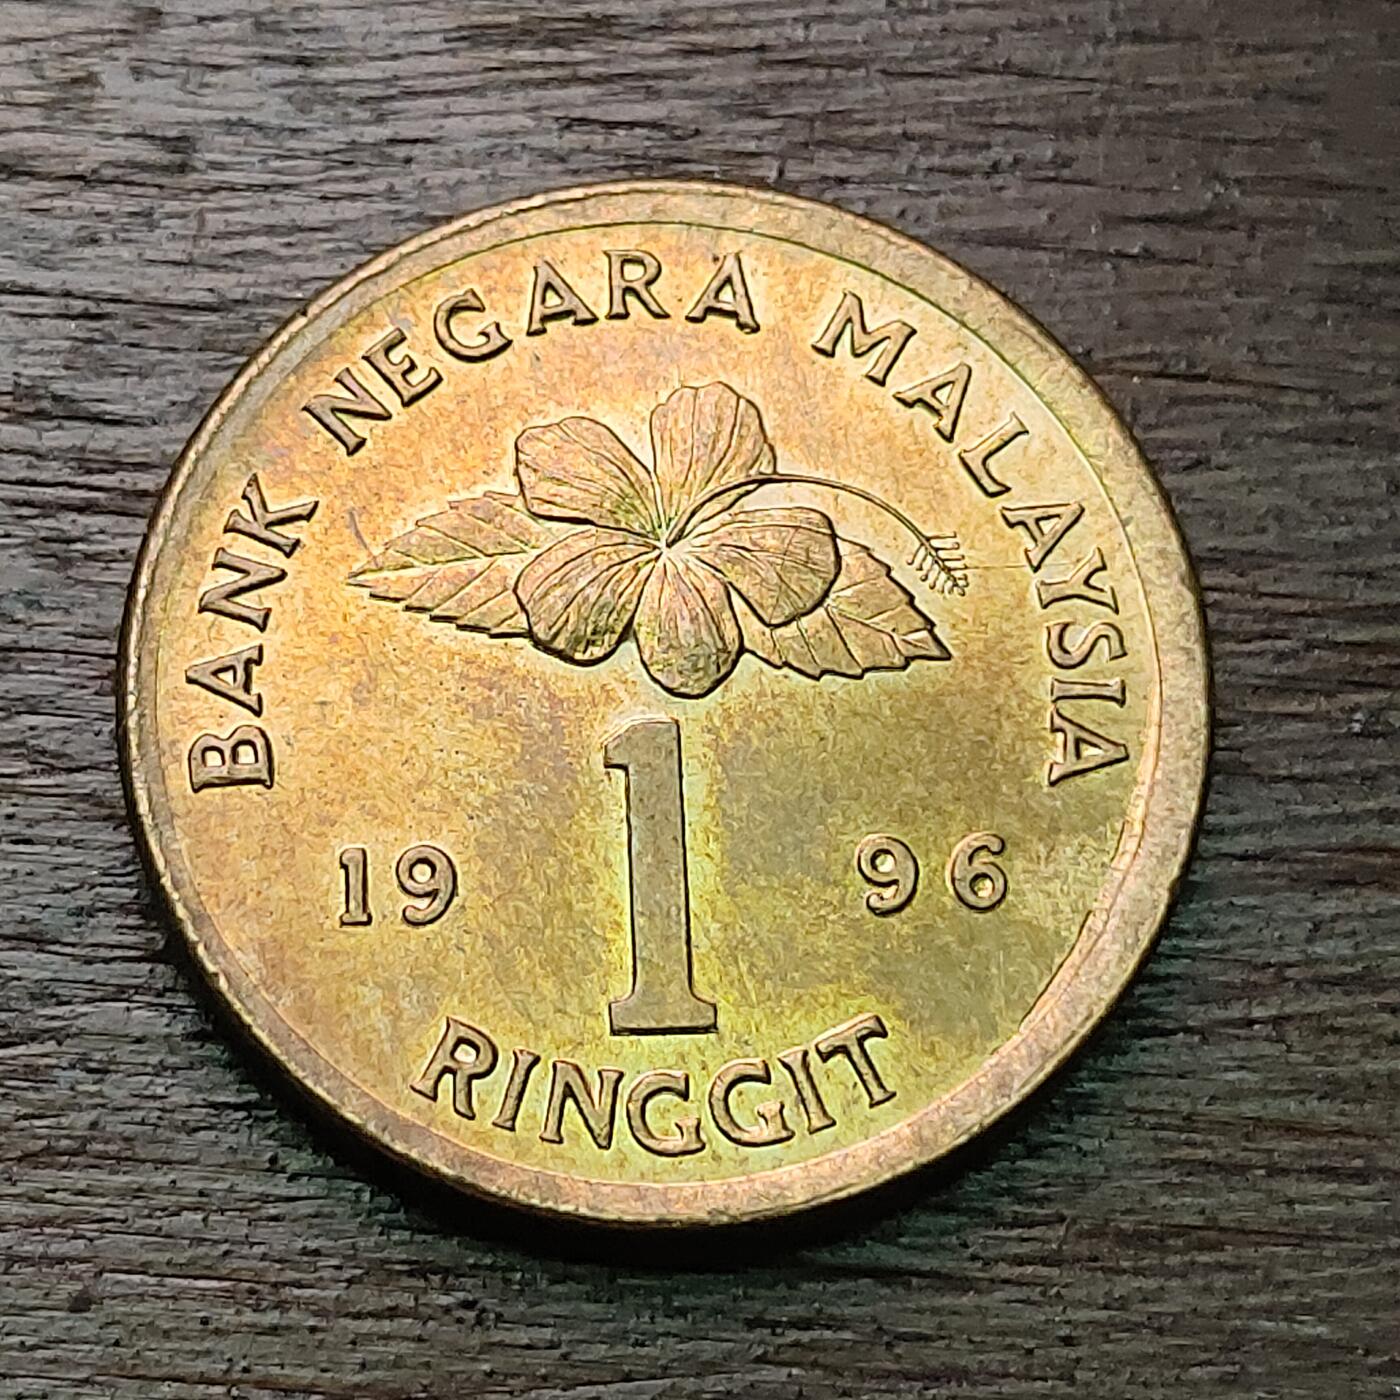 BANK NEGARA MALAYSIA
19 1 96
RINGGIT